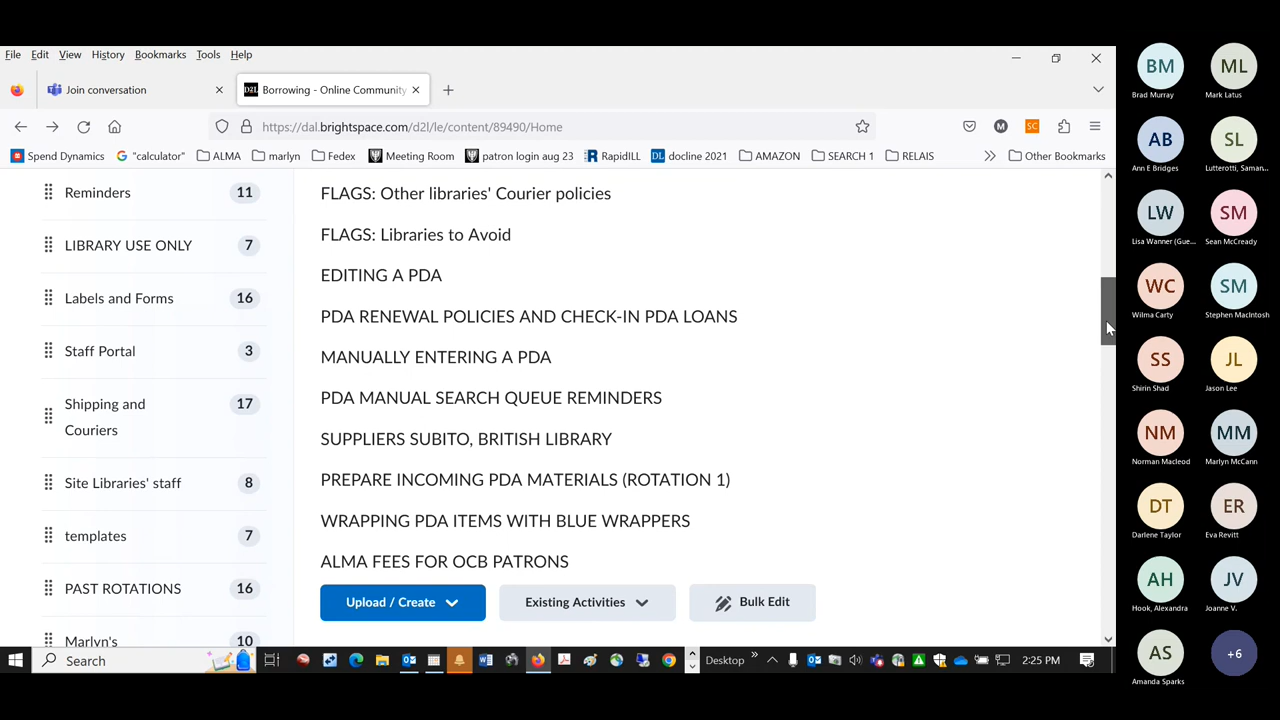 File Edit View History Bookmarks Tools Help
Join conversation
D2L Borrowing - Online Community
https://dal.brightspace.com/d2l/le/content/89490/Home
M
SC
Spend Dynamics
G "calculator"
ALMA
marlyn
Fedex
Meeting Room
patron login aug 23
RapidILL
DL docline 2021
AMAZON
SEARCH 1
RELAIS
Other Bookmarks
Reminders 11
LIBRARY USE ONLY 7
Labels and Forms 16
Staff Portal 3
Shipping and
Couriers 17
Site Libraries' staff 8
templates 7
PAST ROTATIONS 16
Marlyn's 10
FLAGS: Other libraries' Courier policies
FLAGS: Libraries to Avoid
EDITING A PDA
PDA RENEWAL POLICIES AND CHECK-IN PDA LOANS
MANUALLY ENTERING A PDA
PDA MANUAL SEARCH QUEUE REMINDERS
SUPPLIERS SUBITO, BRITISH LIBRARY
PREPARE INCOMING PDA MATERIALS (ROTATION 1)
WRAPPING PDA ITEMS WITH BLUE WRAPPERS
ALMA FEES FOR OCB PATRONS
Upload / Create
Existing Activities
Bulk Edit
Search
Desktop
2:25 PM
BM ML
Brad Murray Mark Latus
AB SL
Ann E Bridges Lutterotti, Saman...
LW SM
Lisa Wanner (Gue... Sean McCready
WC SM
Wilma Carty Stephen MacIntosh
SS JL
Shirin Shad Jason Lee
NM MM
Norman Macleod Marlyn McCann
DT ER
Darlene Taylor Eva Revitt
AH JV
Hook, Alexandra Joanne V.
AS +6
Amanda Sparks